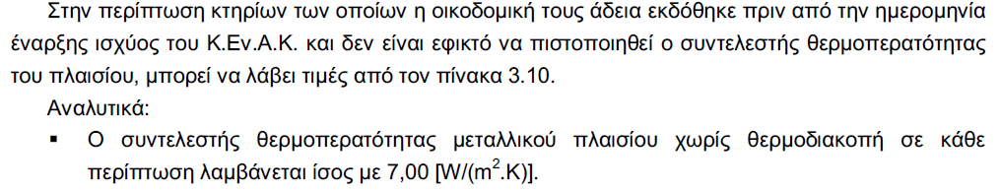 Στην περίπτωση κτηρίων των οποίων η οικοδομική τους άδεια εκδόθηκε πριν από την ημερομηνία
έναρξης ισχύος του Κ.Εν.Α.Κ. και δεν είναι εφικτό να πιστοποιηθεί ο συντελεστής θερμοπερατότητας
του πλαισίου, μπορεί να λάβει τιμές από τον πίνακα 3.10.
Αναλυτικά:
▪ Ο συντελεστής θερμοπερατότητας μεταλλικού πλαισίου χωρίς θερμοδιακοπή σε κάθε
περίπτωση λαμβάνεται ίσος με 7,00 [W/(m².K)].